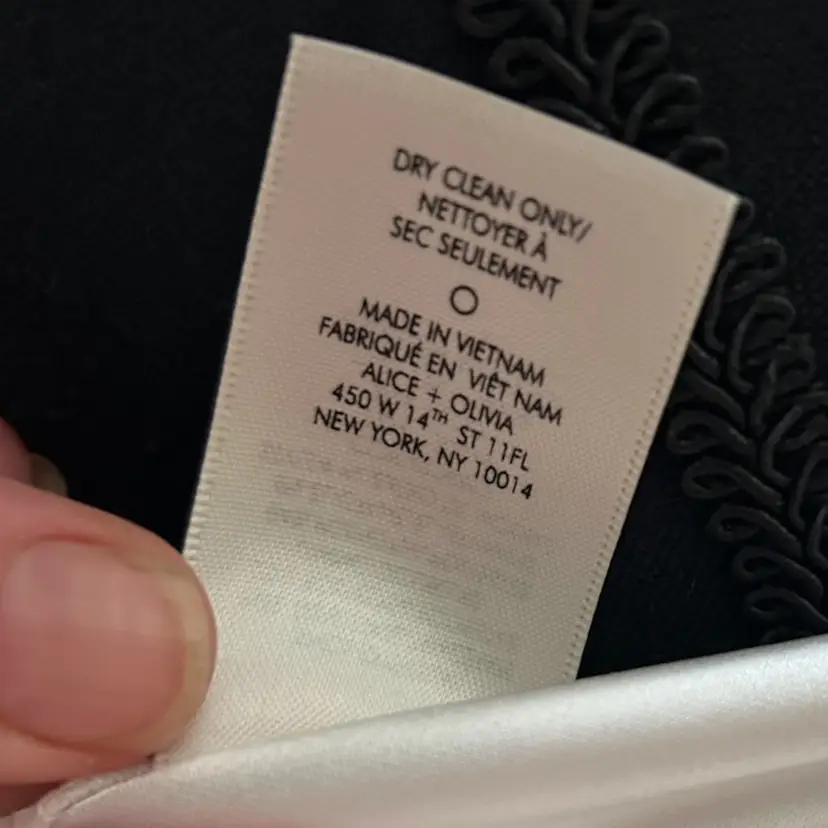 DRY CLEAN ONLY/
NETTOYER À
SEC SEULEMENT
MADE IN VIETNAM
FABRIQUÉ EN VIÊT NAM
ALICE + OLIVIA
450 W 14TH ST 11FL
NEW YORK, NY 10014